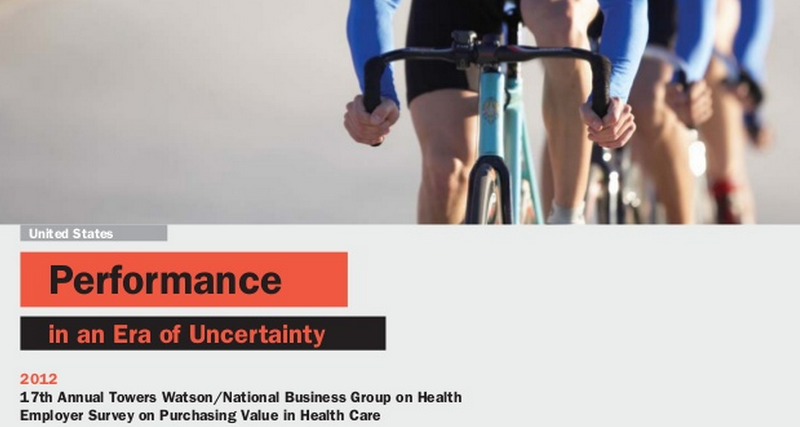 United States
Performance
in an Era of Uncertainty
2012
17th Annual Towers Watson/National Business Group on Health
Employer Survey on Purchasing Value in Health Care